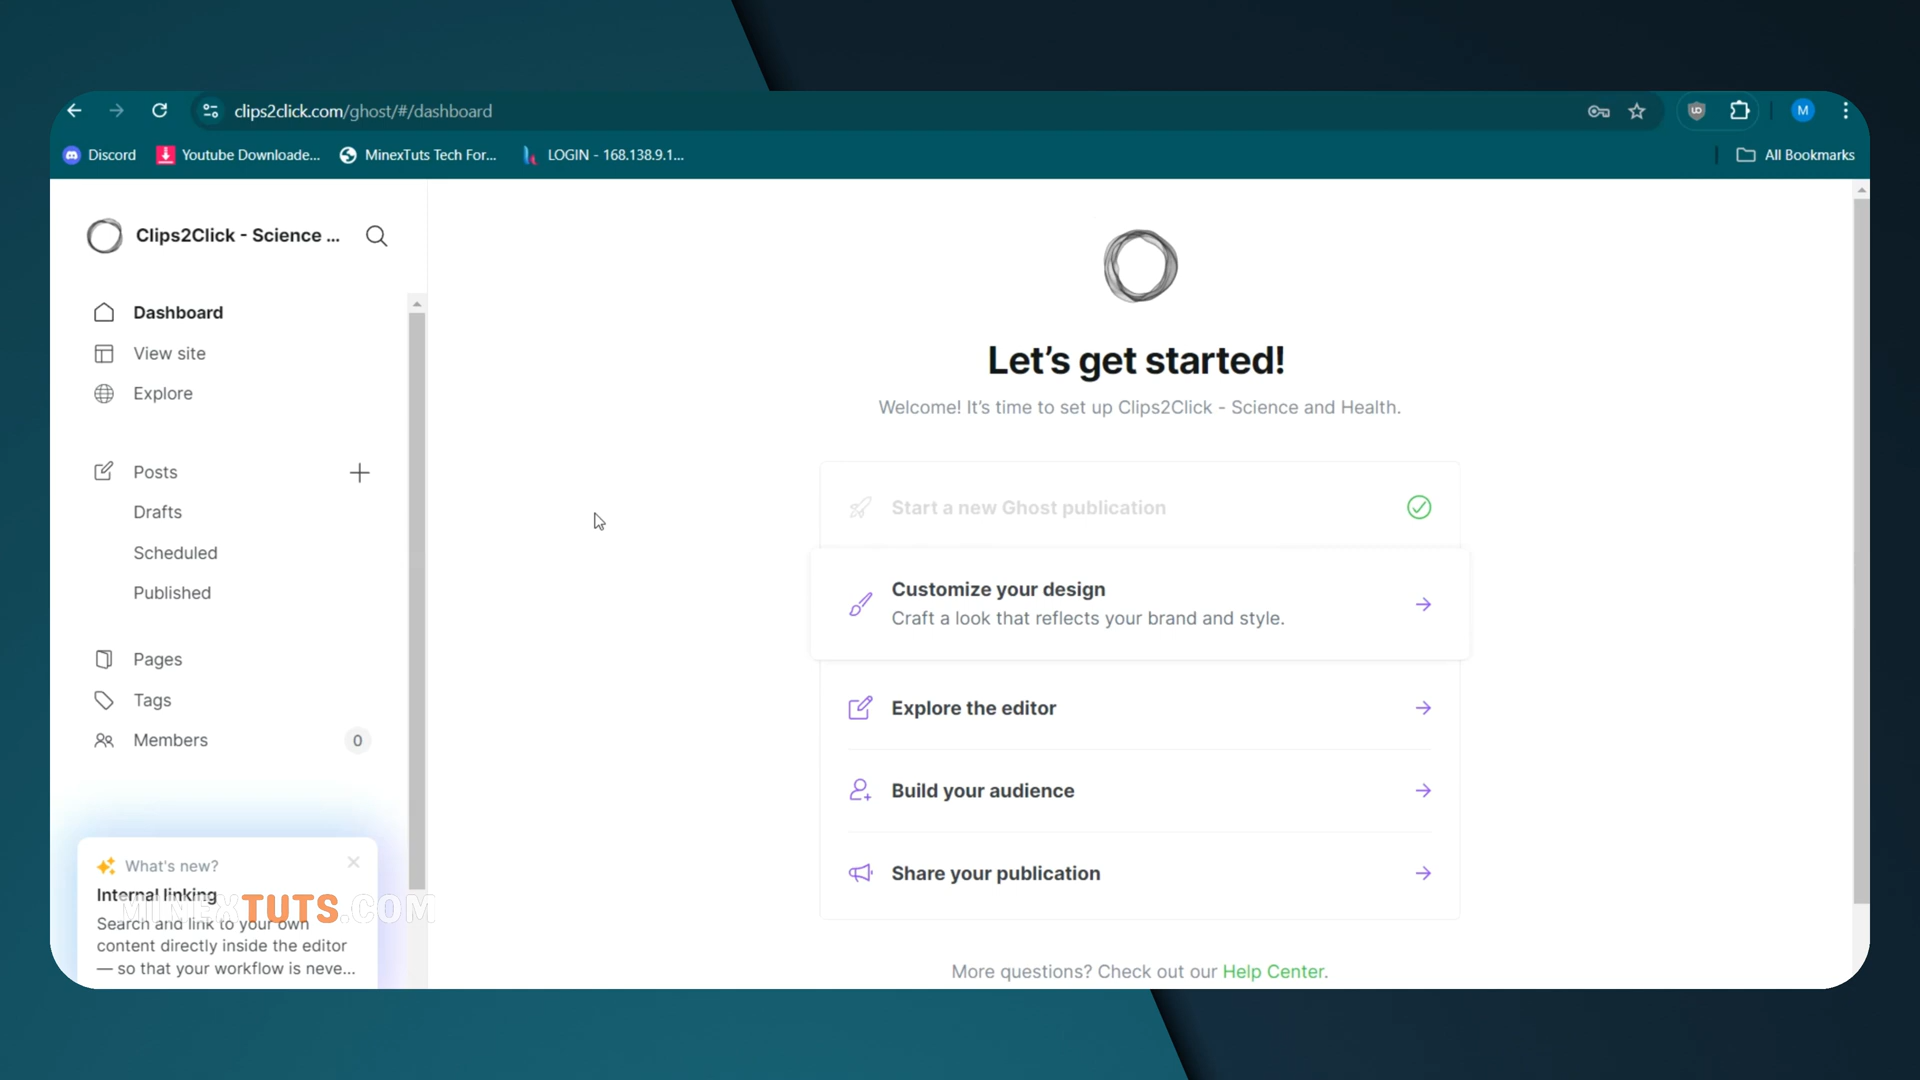 clips2click.com/ghost/#/dashboard
M
Discord
Youtube Downloade...
MinexTuts Tech For...
LOGIN - 168.138.9.1...
All Bookmarks
Clips2Click - Science ...
Dashboard
View site
Explore
Posts
Drafts
Scheduled
Published
Pages
Tags
Members
0
What's new?
Internal linking
Search and link to your own
content directly inside the editor
— so that your workflow is neve...
MINEXTUTS.COM
Let's get started!
Welcome! It's time to set up Clips2Click - Science and Health.
Start a new Ghost publication
Customize your design
Craft a look that reflects your brand and style.
Explore the editor
Build your audience
Share your publication
More questions? Check out our Help Center.